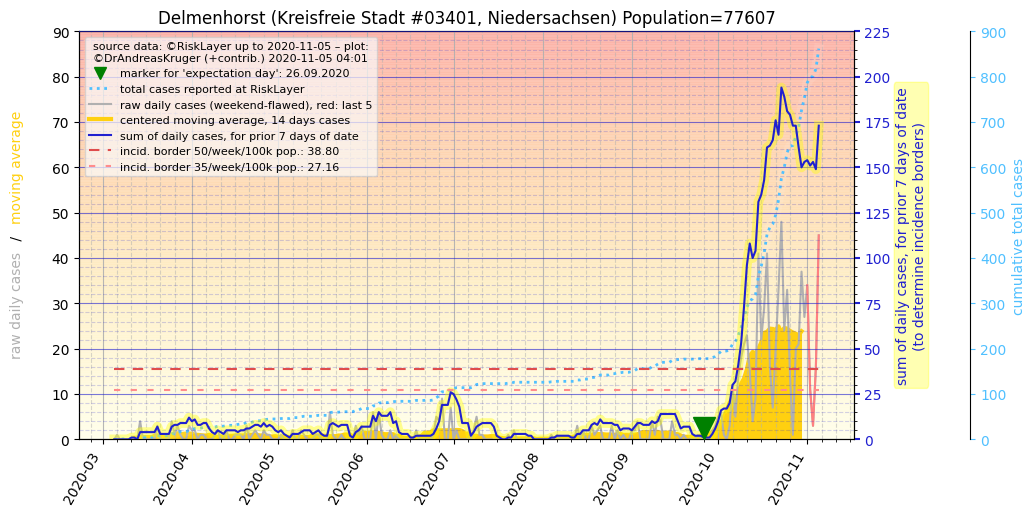 Delmenhorst (Kreisfreie Stadt #03401, Niedersachsen) Population=77607
source data: ©RiskLayer up to 2020-11-05 – plot:
©DrAndreasKruger (+contrib.) 2020-11-05 04:01
marker for 'expectation day': 26.09.2020
total cases reported at RiskLayer
raw daily cases (weekend-flawed), red: last 5
centered moving average, 14 days cases
sum of daily cases, for prior 7 days of date
incid. border 50/week/100k pop.: 38.80
incid. border 35/week/100k pop.: 27.16
raw daily cases / moving average
90
80
70
60
50
40
30
20
10
0
2020-03
2020-04
2020-05
2020-06
2020-07
2020-08
2020-09
2020-10
2020-11
225
200
175
150
125
100
75
50
25
0
sum of daily cases, for prior 7 days of date
(to determine incidence borders)
900
800
700
600
500
400
300
200
100
0
cumulative total cases